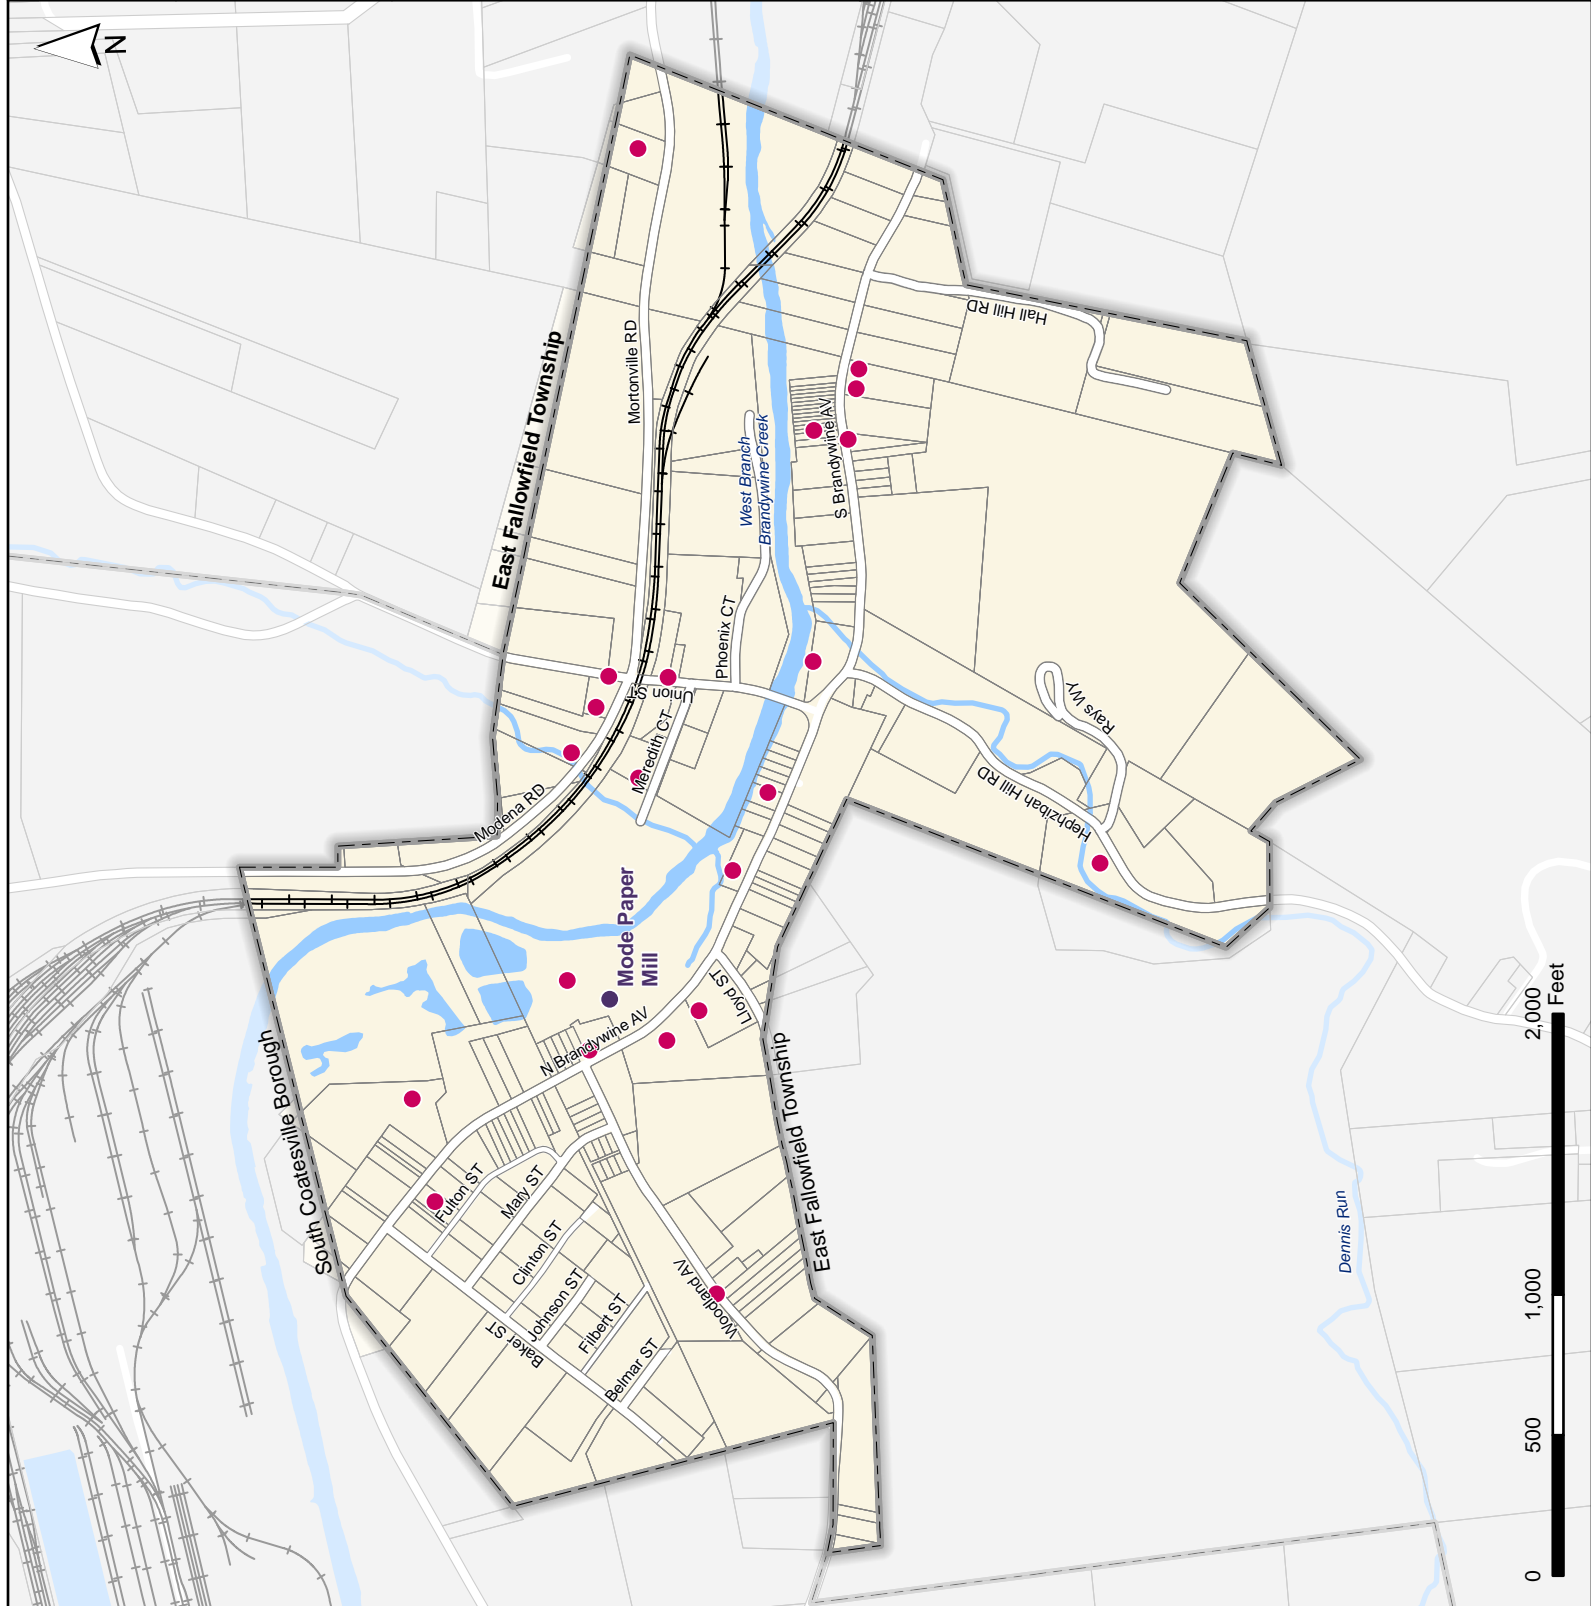 N
East Fallowfield Township
Mortonville RD
Hall Hill RD
West Branch
Brandywine Creek
S Brandywine AV
Phoenix CT
Union ST
Meredith CT
Modena RD
Rays WY
Hephzibah Hill RD
Mode Paper
Mill
Lloyd ST
N Brandywine AV
South Coatesville Borough
East Fallowfield Township
Fulton ST
Mary ST
Clinton ST
Johnson ST
Filbert ST
Belmar ST
Baker ST
Woodland AV
Dennis Run
0
500
1,000
2,000
Feet